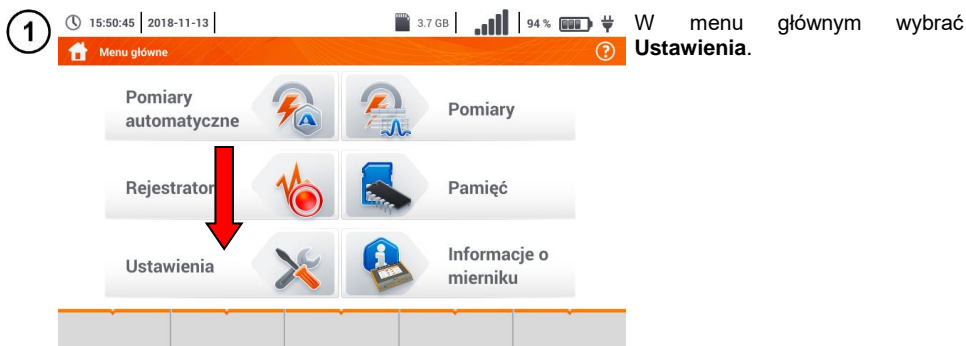 1
15:50:45 2018-11-13 3.7 GB 94 %
Menu główne ?
Pomiary
automatyczne
A
Pomiary
Rejestrator
Pamięć
Ustawienia
Informacje o
mierniku
W menu głównym wybrać
Ustawienia.